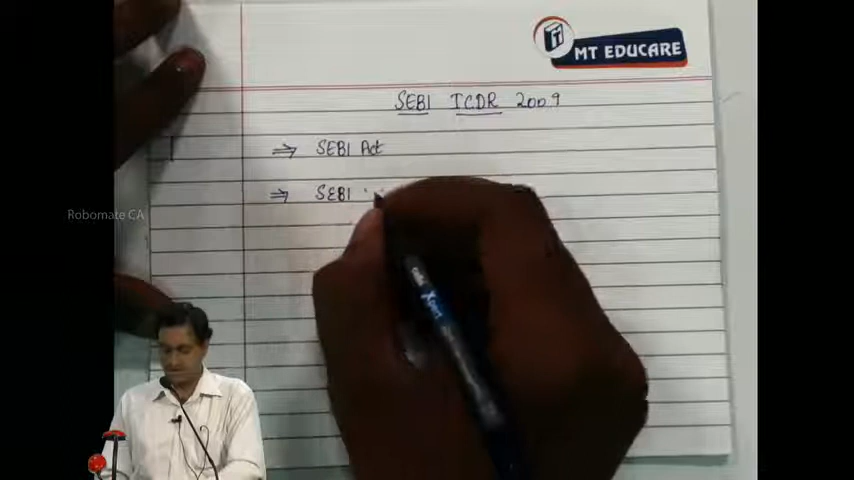 MT EDUCARE
SEBI ICDR 2009
⇒ SEBI Act
⇒ SEBI
Robomate CA